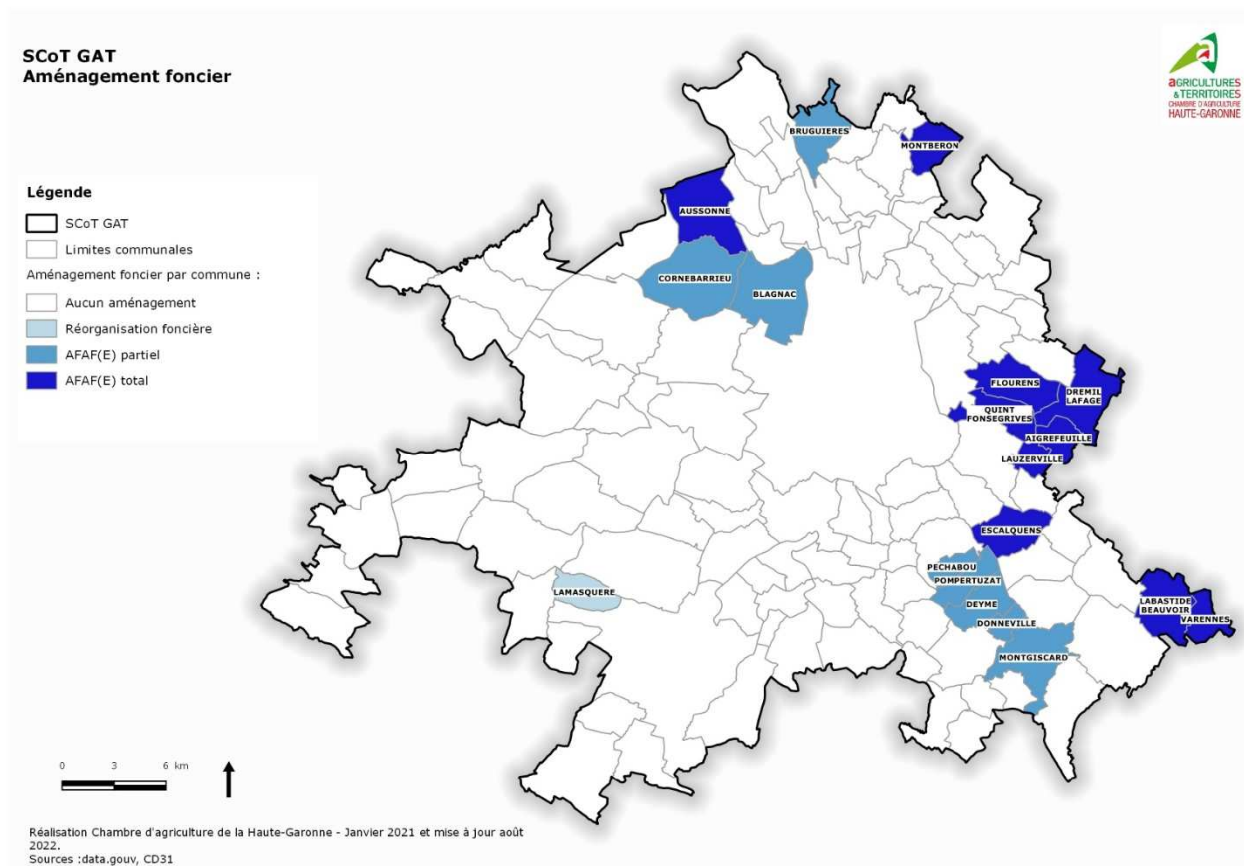 SCoT GAT
Aménagement foncier
aGRICULTURES
& TERRITOIRES
CHAMBRE D'AGRICULTURE
HAUTE-GARONNE
BRUGUIERES
MONTBERON
Légende
SCoT GAT
Limites communales
Aménagement foncier par commune :
Aucun aménagement
Réorganisation foncière
AFAF(E) partiel
AFAF(E) total
AUSSONNE
CORNEBARRIEU
BLAGNAC
FLOURENS
DREMIL
LAFAGE
QUINT
FONSEGRIVES
AIGREFEUILLE
LAUZERVILLE
ESCALQUENS
PECHABOU
POMPERTUZAT
LAMASQUERE
DEYME
LABASTIDE
BEAUVOIR
VARENNES
DONNEVILLE
MONTGISCARD
0 3 6 km
Réalisation Chambre d'agriculture de la Haute-Garonne - Janvier 2021 et mise à jour août
2022.
Sources :data.gouv, CD31